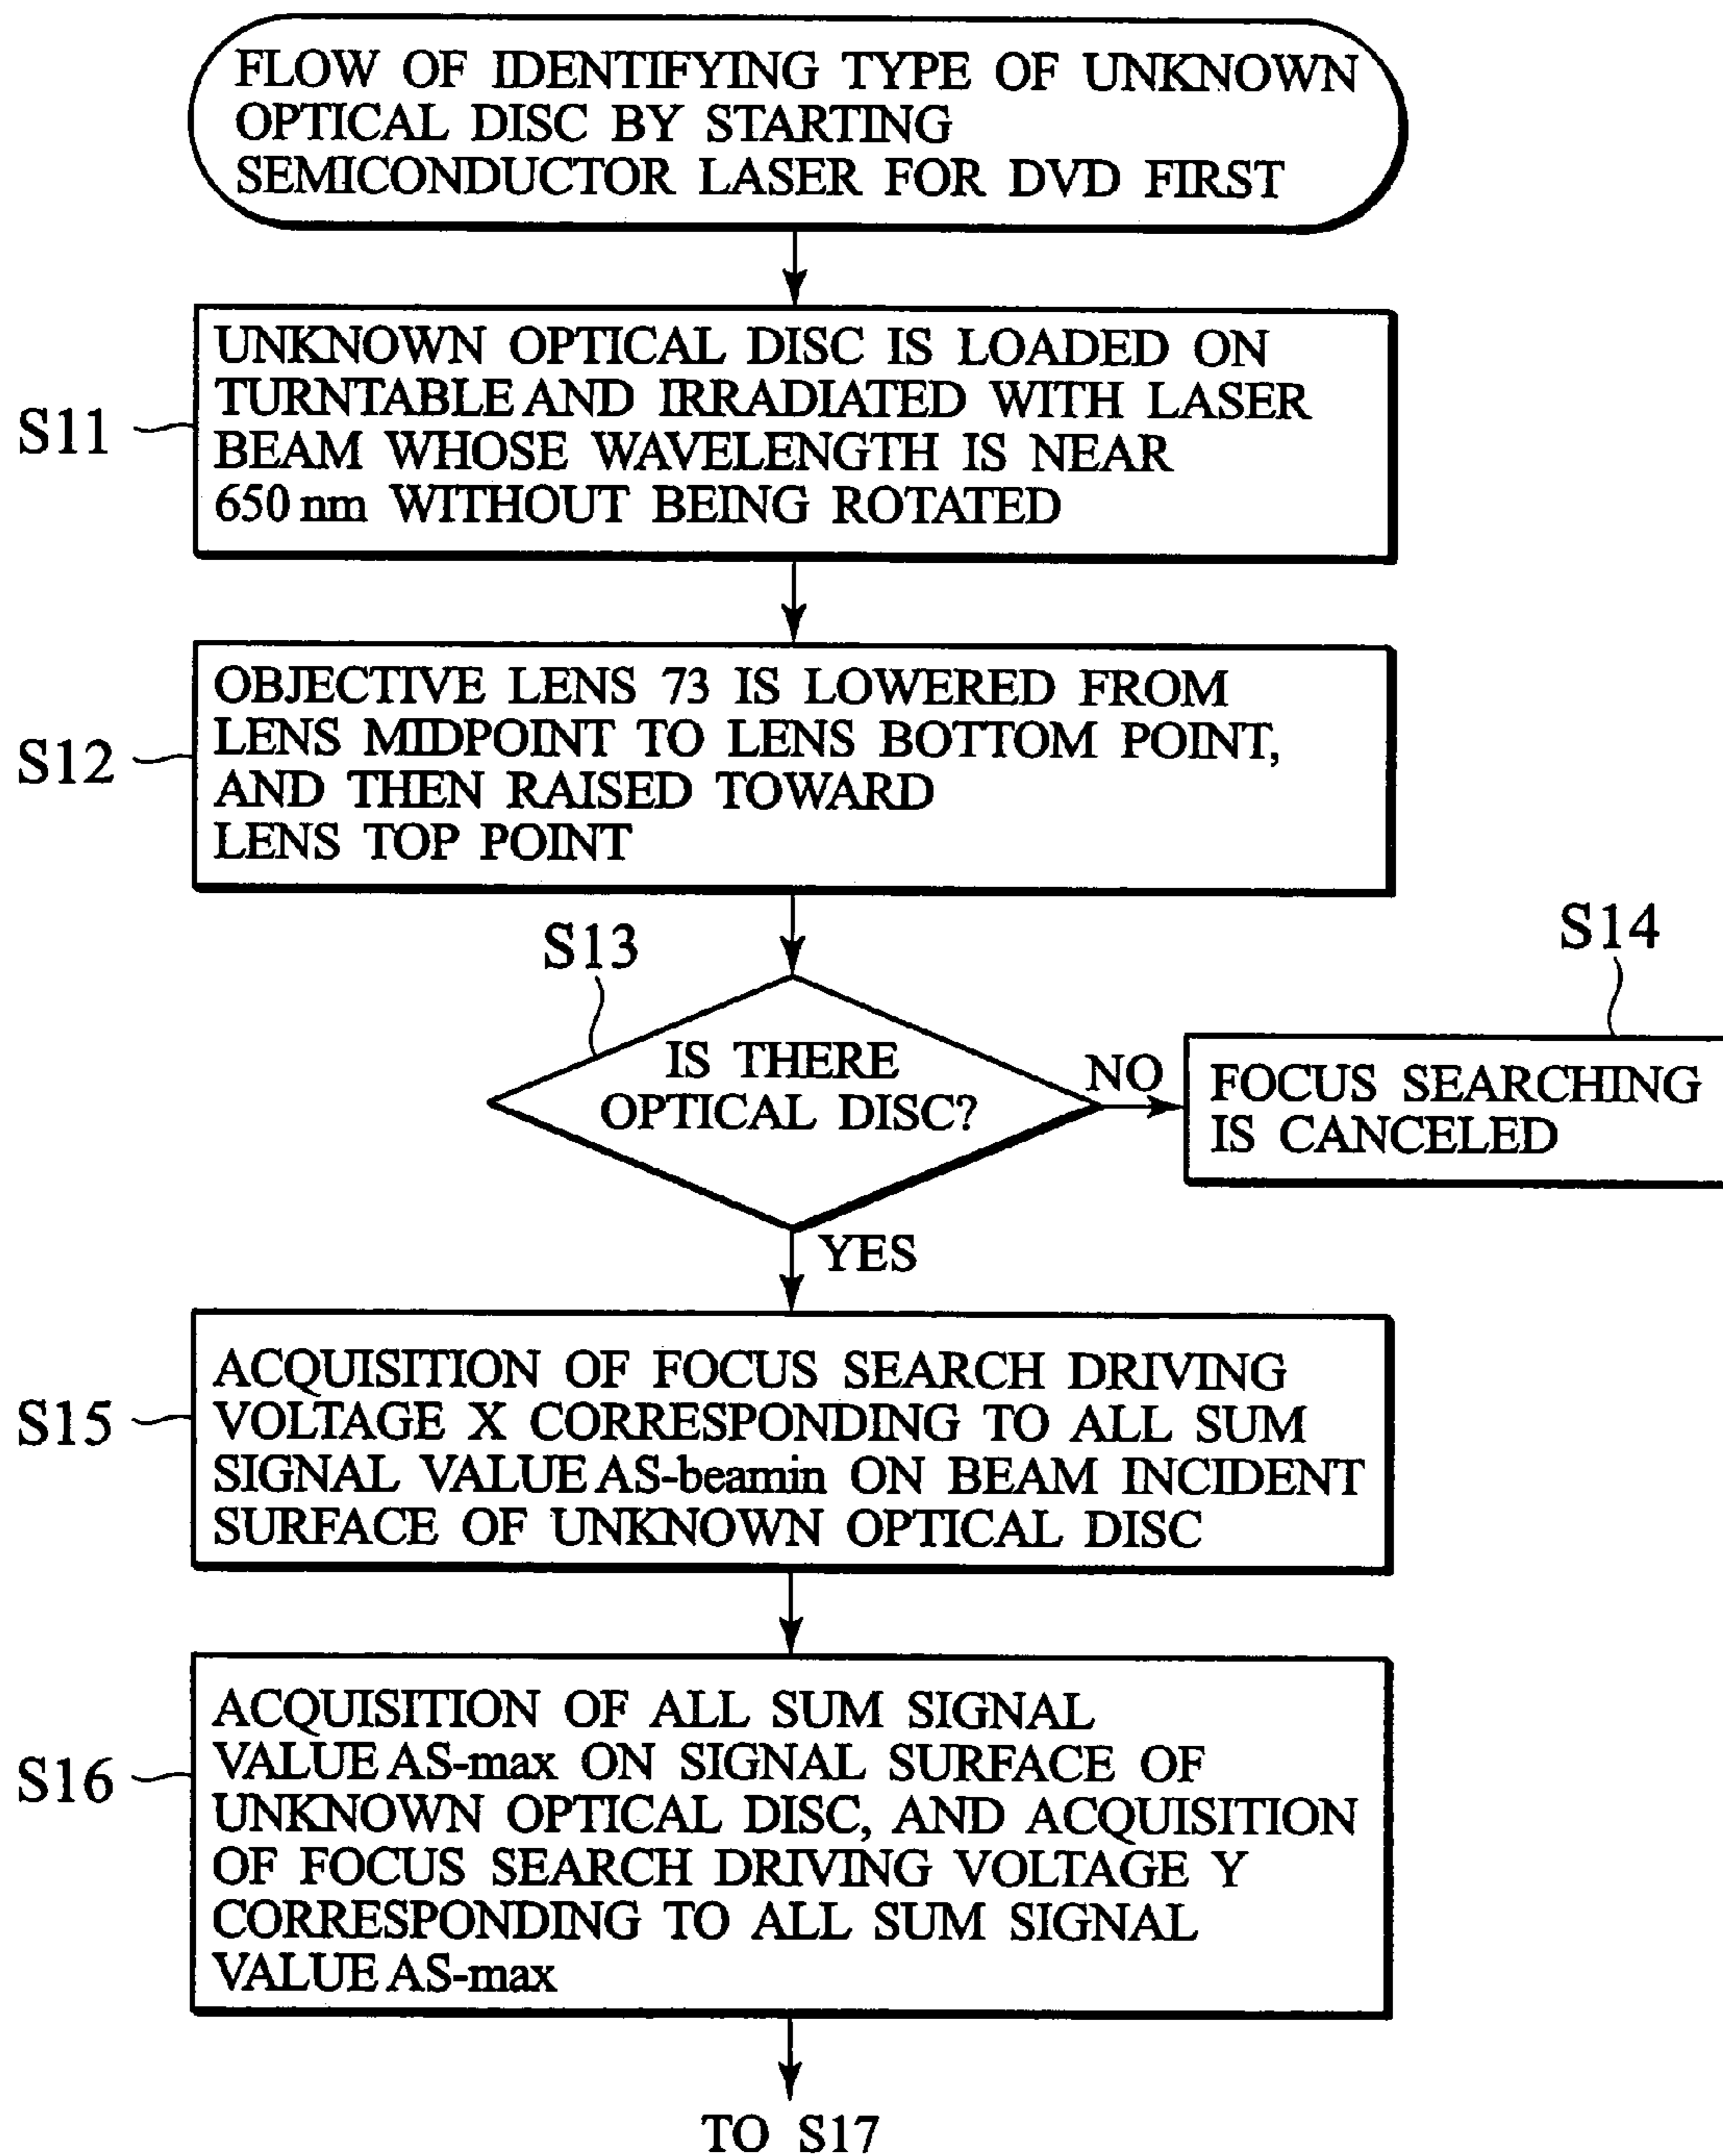 FLOW OF IDENTIFYING TYPE OF UNKNOWN
OPTICAL DISC BY STARTING
SEMICONDUCTOR LASER FOR DVD FIRST
S11
UNKNOWN OPTICAL DISC IS LOADED ON
TURNTABLE AND IRRADIATED WITH LASER
BEAM WHOSE WAVELENGTH IS NEAR
650 nm WITHOUT BEING ROTATED
S12
OBJECTIVE LENS 73 IS LOWERED FROM
LENS MIDPOINT TO LENS BOTTOM POINT,
AND THEN RAISED TOWARD
LENS TOP POINT
S13
IS THERE
OPTICAL DISC?
NO
S14
FOCUS SEARCHING
IS CANCELED
YES
S15
ACQUISITION OF FOCUS SEARCH DRIVING
VOLTAGE X CORRESPONDING TO ALL SUM
SIGNAL VALUE AS-beamin ON BEAM INCIDENT
SURFACE OF UNKNOWN OPTICAL DISC
S16
ACQUISITION OF ALL SUM SIGNAL
VALUE AS-max ON SIGNAL SURFACE OF
UNKNOWN OPTICAL DISC, AND ACQUISITION
OF FOCUS SEARCH DRIVING VOLTAGE Y
CORRESPONDING TO ALL SUM SIGNAL
VALUE AS-max
TO S17